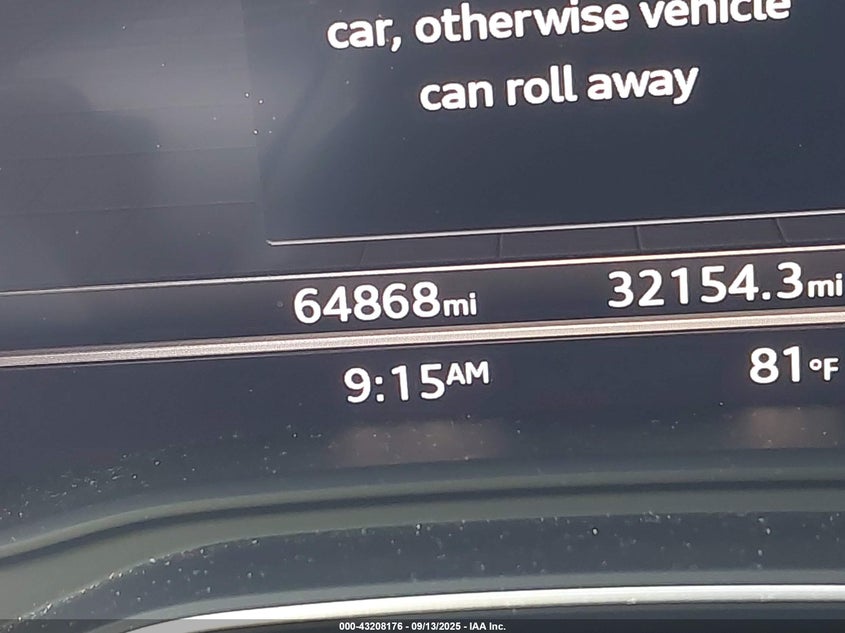 car, otherwise vehicle
can roll away
64868mi 32154.3mi
9:15AM 81°F
000-43208176 - 09/13/2025 - IAA Inc.